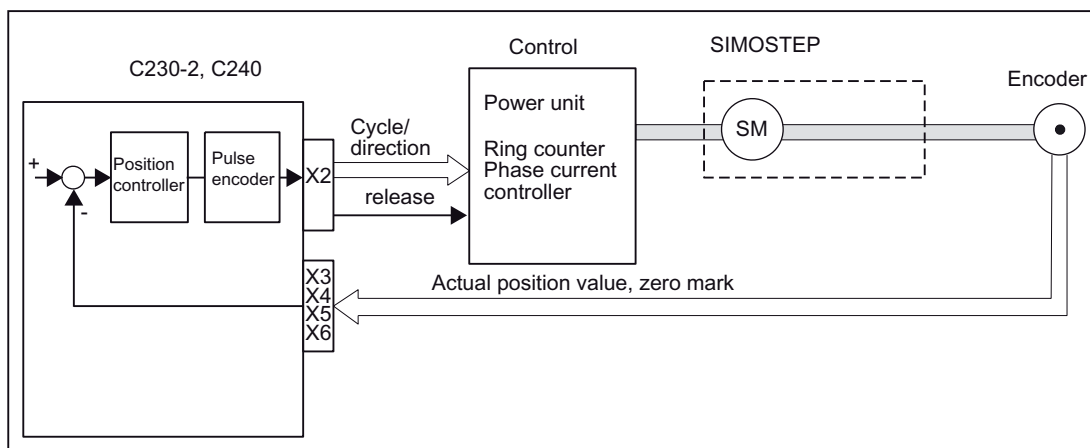 C230-2, C240
Control
SIMOSTEP
Encoder
+
-
Position
controller
Pulse
encoder
X2
Cycle/
direction
release
Power unit
Ring counter
Phase current
controller
SM
X3
X4
X5
X6
Actual position value, zero mark